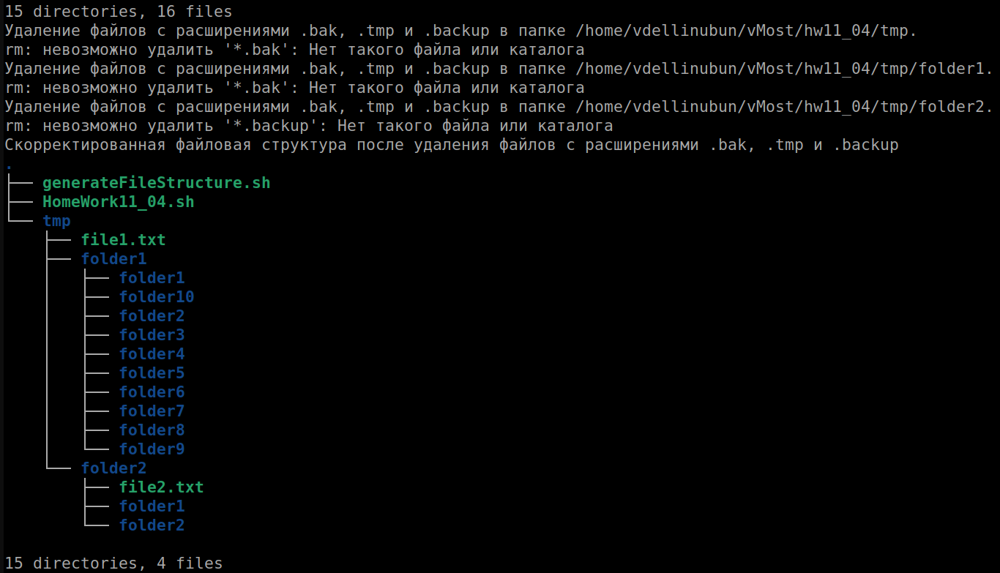 15 directories, 16 files
Удаление файлов с расширениями .bak, .tmp и .backup в папке /home/vdellinubun/vMost/hw11_04/tmp.
rm: невозможно удалить '*.bak': Нет такого файла или каталога
Удаление файлов с расширениями .bak, .tmp и .backup в папке /home/vdellinubun/vMost/hw11_04/tmp/folder1.
rm: невозможно удалить '*.bak': Нет такого файла или каталога
Удаление файлов с расширениями .bak, .tmp и .backup в папке /home/vdellinubun/vMost/hw11_04/tmp/folder2.
rm: невозможно удалить '*.backup': Нет такого файла или каталога
Скорректированная файловая структура после удаления файлов с расширениями .bak, .tmp и .backup
.
├── generateFileStructure.sh
├── HomeWork11_04.sh
└── tmp
    ├── file1.txt
    ├── folder1
    │   ├── folder1
    │   ├── folder10
    │   ├── folder2
    │   ├── folder3
    │   ├── folder4
    │   ├── folder5
    │   ├── folder6
    │   ├── folder7
    │   ├── folder8
    │   └── folder9
    └── folder2
        ├── file2.txt
        ├── folder1
        └── folder2
15 directories, 4 files